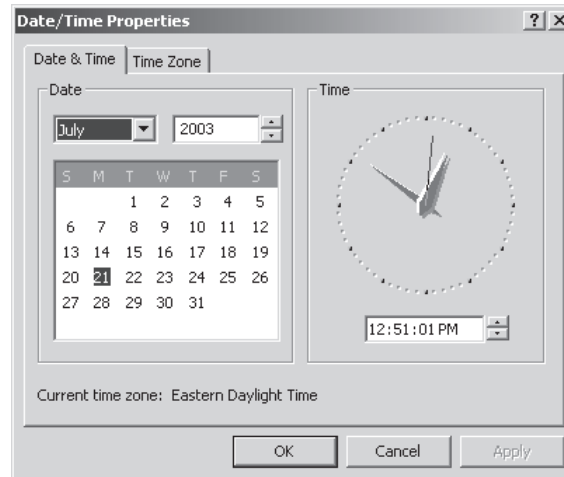 Date/Time Properties
? ×
Date & Time Time Zone
Date
Time
July 2003
S M T W T F S
1 2 3 4 5
6 7 8 9 10 11 12
13 14 15 16 17 18 19
20 21 22 23 24 25 26
27 28 29 30 31
12:51:01 PM
Current time zone: Eastern Daylight Time
OK Cancel Apply